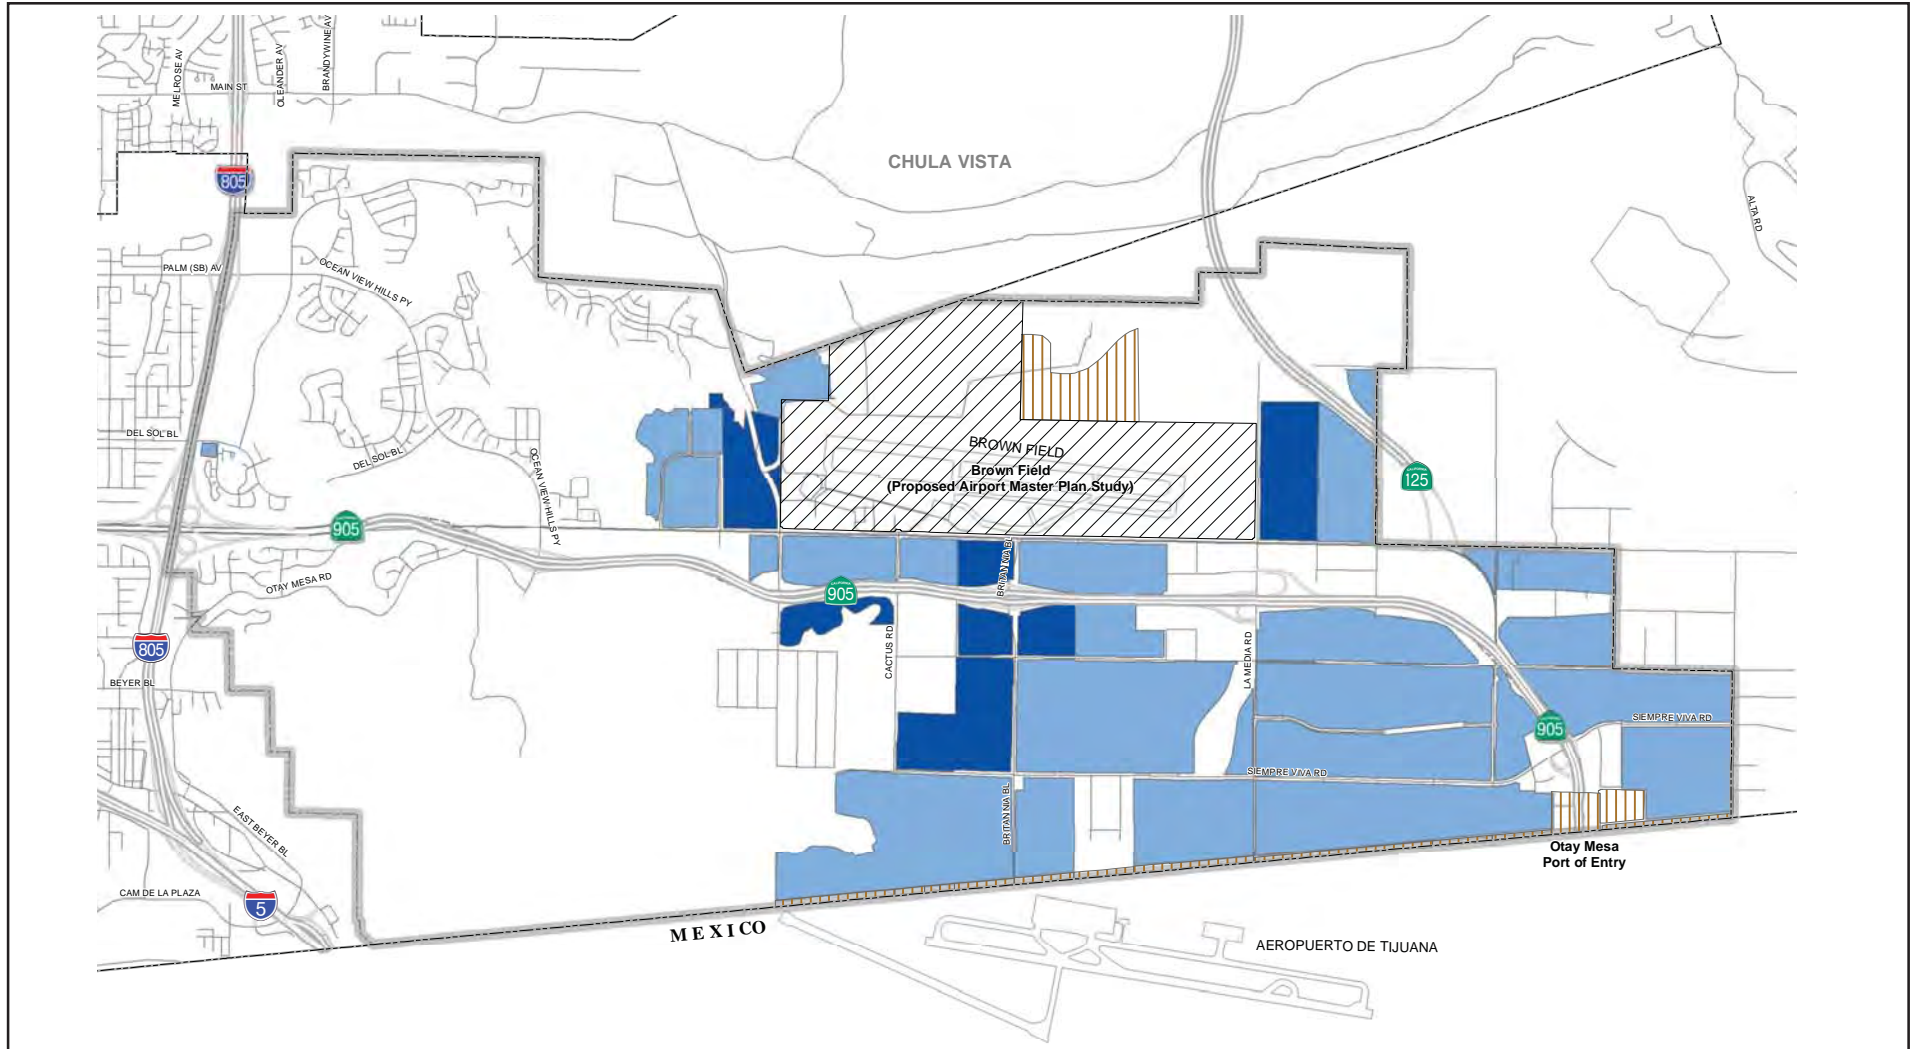 MELROSE AV
OLEANDER AV
BRANDYWINE AV
MAIN ST
CHULA VISTA
805
ALTA RD
PALM (SB) AV
OCEAN VIEW HILLS PY
DEL SOL BL
DEL SOL BL
OCEAN VIEW HILLS PY
BROWN FIELD
Brown Field
(Proposed Airport Master Plan Study)
CALIFORNIA
125
905
OTAY MESA RD
CALIFORNIA
905
BRITANNIA BL
805
BEYER BL
CACTUS RD
LA MEDIA RD
905
SIEMPRE VIVA RD
SIEMPRE VIVA RD
BRITANNIA BL
EAST BEYER BL
Otay Mesa
Port of Entry
CAM DE LA PLAZA
5
MEXICO
AEROPUERTO DE TIJUANA